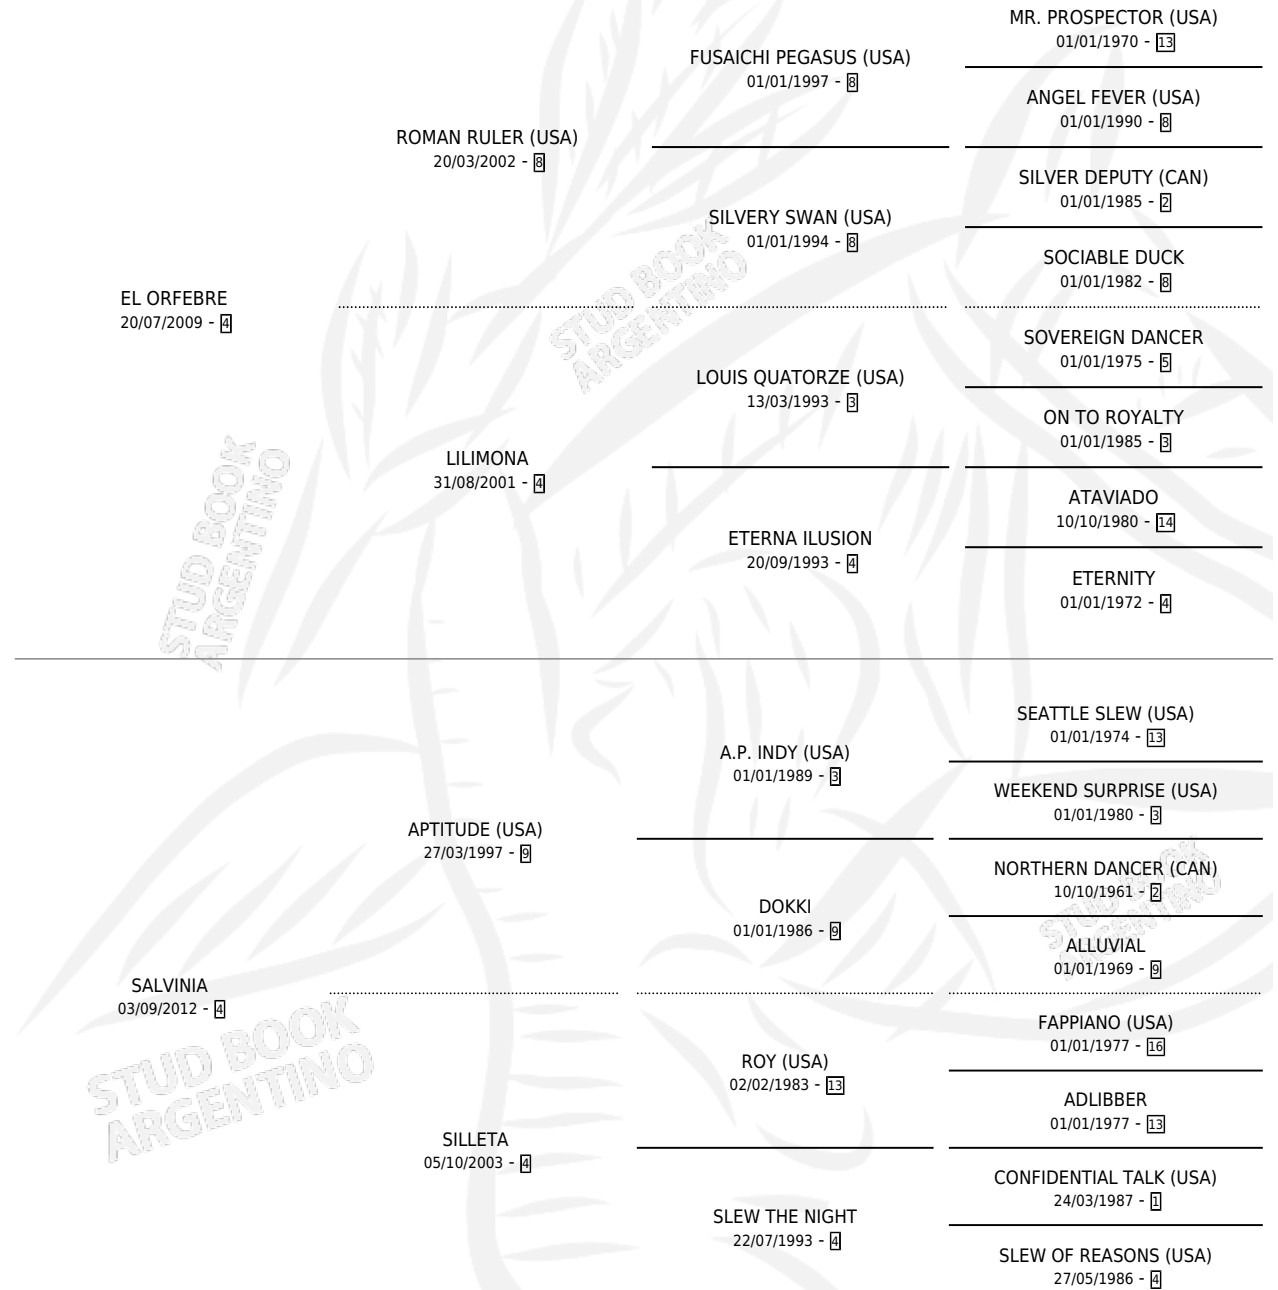 MR. PROSPECTOR (USA)
01/01/1970 - 13
FUSAICHI PEGASUS (USA)
01/01/1997 - 8
ANGEL FEVER (USA)
01/01/1990 - 8
ROMAN RULER (USA)
20/03/2002 - 8
SILVER DEPUTY (CAN)
01/01/1985 - 2
SILVERY SWAN (USA)
01/01/1994 - 8
SOCIABLE DUCK
01/01/1982 - 8
EL ORFEBRE
20/07/2009 - 4
SOVEREIGN DANCER
01/01/1975 - 5
LOUIS QUATORZE (USA)
13/03/1993 - 3
ON TO ROYALTY
01/01/1985 - 3
LILIMONA
31/08/2001 - 4
ATAVIADO
10/10/1980 - 14
ETERNA ILUSION
20/09/1993 - 4
ETERNITY
01/01/1972 - 4
SEATTLE SLEW (USA)
01/01/1974 - 13
A.P. INDY (USA)
01/01/1989 - 3
WEEKEND SURPRISE (USA)
01/01/1980 - 3
APTITUDE (USA)
27/03/1997 - 9
NORTHERN DANCER (CAN)
10/10/1961 - 2
DOKKI
01/01/1986 - 9
ALLUVIAL
01/01/1969 - 9
SALVINIA
03/09/2012 - 4
FAPPIANO (USA)
01/01/1977 - 16
ROY (USA)
02/02/1983 - 13
ADLIBBER
01/01/1977 - 13
SILLETA
05/10/2003 - 4
CONFIDENTIAL TALK (USA)
24/03/1987 - 1
SLEW THE NIGHT
22/07/1993 - 4
SLEW OF REASONS (USA)
27/05/1986 - 4
STUD BOOK
ARGENTINO
STUD BOOK
ARGENTINO
STUD BOOK
ARGENTINO
STUD BOOK
ARGENTINO